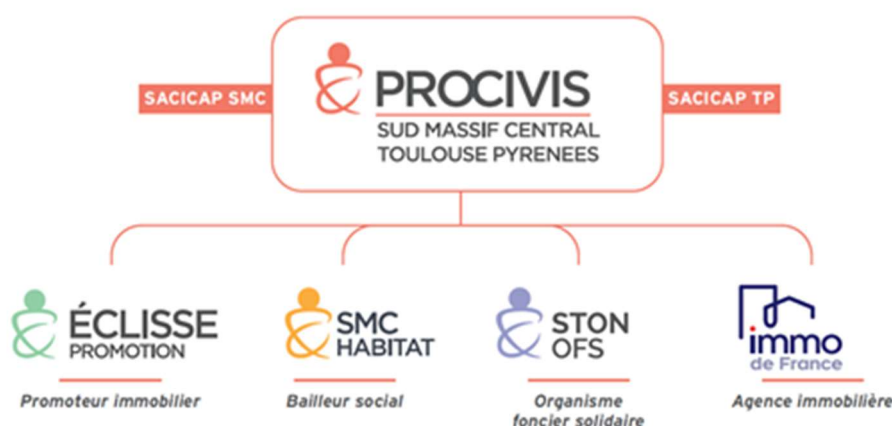 SACICAP SMC
PROCIVIS
SACICAP TP
SUD MASSIF CENTRAL
TOULOUSE PYRENEES
ÉCLISSE
PROMOTION
SMC
HABITAT
STON
OFS
immo
de France
Promoteur immobilier
Bailleur social
Organisme
foncier solidaire
Agence immobilière